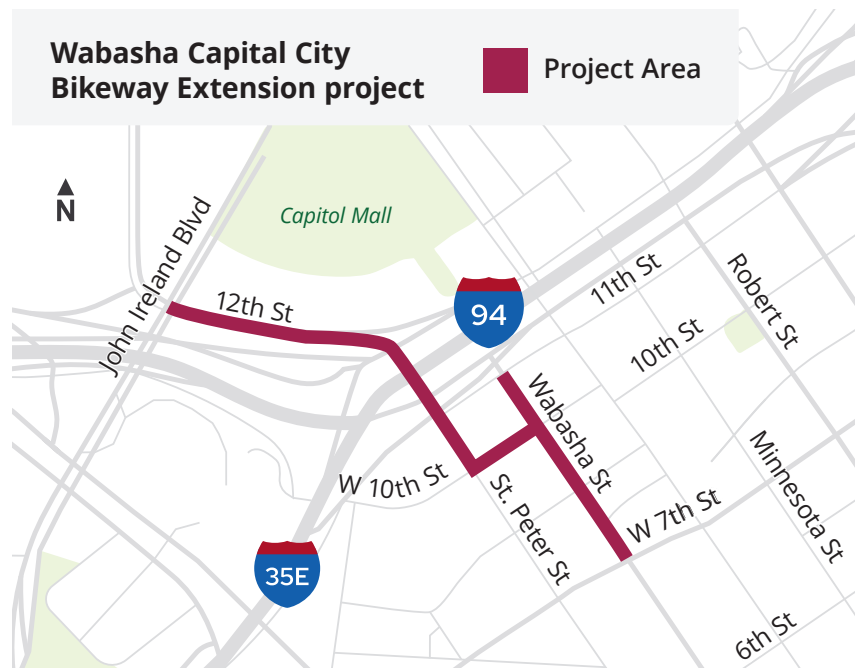 Wabasha Capital City
Bikeway Extension project
Project Area
N
Capitol Mall
John Ireland Blvd
12th St
94
11th St
Robert St
10th St
Wabasha St
W 10th St
St. Peter St
W 7th St
Minnesota St
35E
6th St